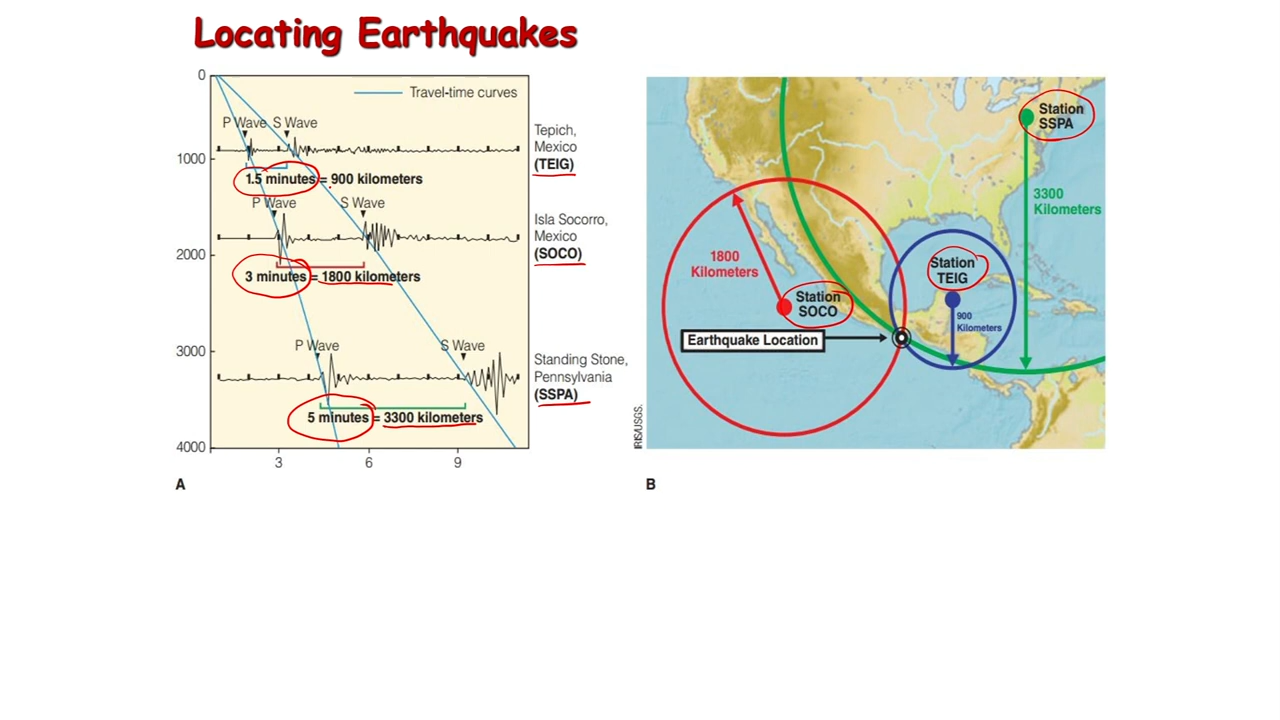 Locating Earthquakes
0
Travel-time curves
P Wave S Wave
Tepich,
Mexico
(TEIG)
1000
1.5 minutes = 900 kilometers
P Wave S Wave
Isla Socorro,
Mexico
(SOCO)
2000
3 minutes = 1800 kilometers
3000
P Wave S Wave
Standing Stone,
Pennsylvania
(SSPA)
5 minutes = 3300 kilometers
4000
3 6 9
A
Station
SSPA
3300
Kilometers
1800
Kilometers
Station
TEIG
Station
SOCO
900
Kilometers
Earthquake Location
IRIS/USGS.
B